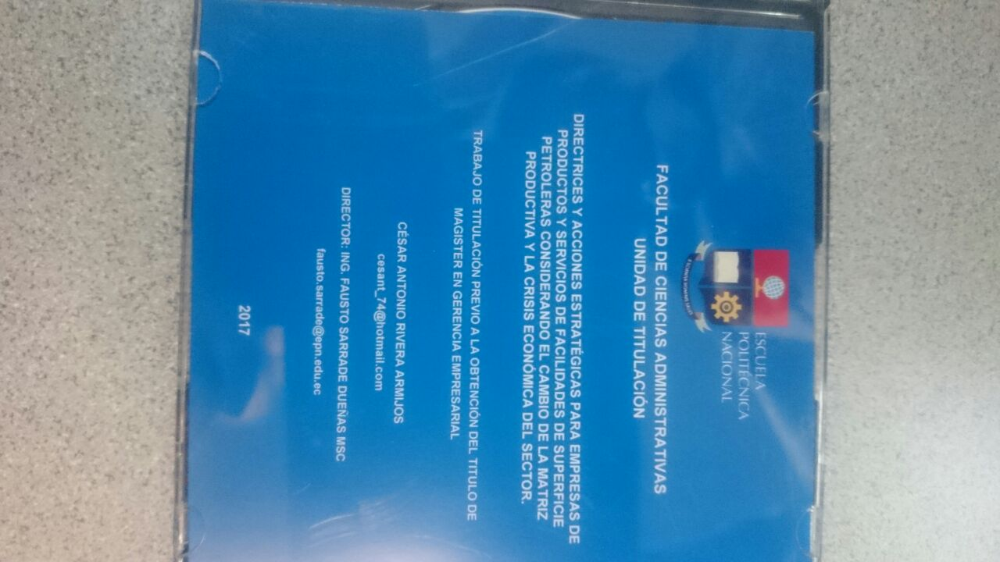 ESCUELA
POLITÉCNICA
NACIONAL
FACULTAD DE CIENCIAS ADMINISTRATIVAS
UNIDAD DE TITULACIÓN
DIRECTRICES Y ACCIONES ESTRATÉGICAS PARA EMPRESAS DE
PRODUCTOS Y SERVICIOS DE FACILIDADES DE SUPERFICIE
PETROLERAS CONSIDERANDO EL CAMBIO DE LA MATRIZ
PRODUCTIVA Y LA CRISIS ECONÓMICA DEL SECTOR.
TRABAJO DE TITULACIÓN PREVIO A LA OBTENCIÓN DEL TITULO DE
MAGISTER EN GERENCIA EMPRESARIAL
CÉSAR ANTONIO RIVERA ARMIJOS
cesant_74@hotmail.com
DIRECTOR: ING. FAUSTO SARRADE DUEÑAS MSC
fausto.sarrade@epn.edu.ec
2017